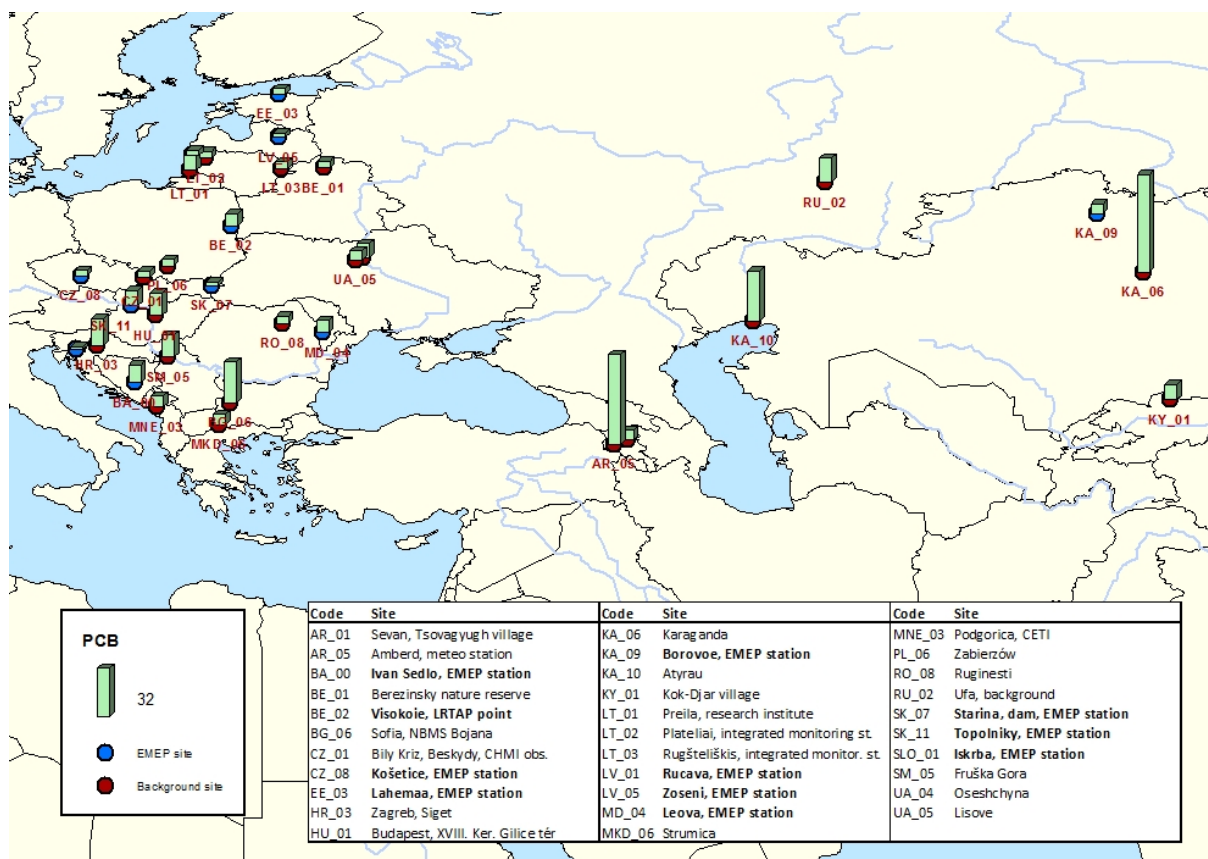 EE_03
LV_05
LT_02
LT_03 BE_01
LT_01
RU_02
BE_02
KA_09
UA_05
KA_06
PL_06
CZ_08
CZ_01
SK_07
SK_11
HU_01
RO_08
MD_04
KA_10
HR_03
SM_05
BA_00
KY_01
MNE_03
BG_06
MKD_06
AR_05
PCB
32
EMEP site
Background site
Code Site Code Site Code Site
AR_01 Sevan, Tsovagyugh village KA_06 Karaganda MNE_03 Podgorica, CETI
AR_05 Amberd, meteo station KA_09 Borovoe, EMEP station PL_06 Zabierzów
BA_00 Ivan Sedlo, EMEP station KA_10 Atyrau RO_08 Ruginesti
BE_01 Berezinsky nature reserve KY_01 Kok-Djar village RU_02 Ufa, background
BE_02 Visokoie, LRTAP point LT_01 Preila, research institute SK_07 Starina, dam, EMEP station
BG_06 Sofia, NBMS Bojana LT_02 Plateliai, integrated monitoring st. SK_11 Topolniky, EMEP station
CZ_01 Bily Kriz, Beskydy, CHMI obs. LT_03 Rugšteliškis, integrated monitor. st. SLO_01 Iskrba, EMEP station
CZ_08 Košetice, EMEP station LV_01 Rucava, EMEP station SM_05 Fruška Gora
EE_03 Lahemaa, EMEP station LV_05 Zoseni, EMEP station UA_04 Oseshchyna
HR_03 Zagreb, Siget MD_04 Leova, EMEP station UA_05 Lisove
HU_01 Budapest, XVIII. Ker. Gilice tér MKD_06 Strumica